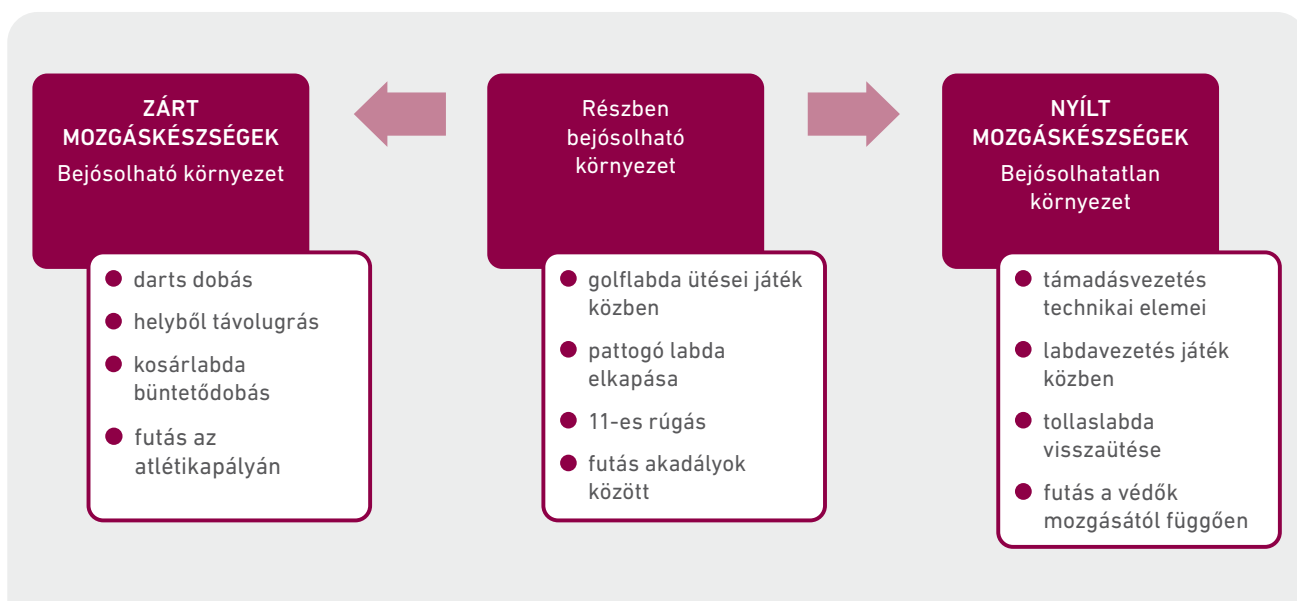 ZÁRT
MOZGÁSKÉSZSÉGEK
Bejósolható környezet
darts dobás
helyből távolugrás
kosárlabda
büntetődobás
futás az
atlétikapályán
Részben
bejósolható
környezet
golflabda ütései játék
közben
pattogó labda
elkapása
11-es rúgás
futás akadályok
között
NYÍLT
MOZGÁSKÉSZSÉGEK
Bejósolhatatlan
környezet
támadásvezetés
technikai elemei
labdavezetés játék
közben
tollaslabda
visszaütése
futás a védők
mozgásától függően